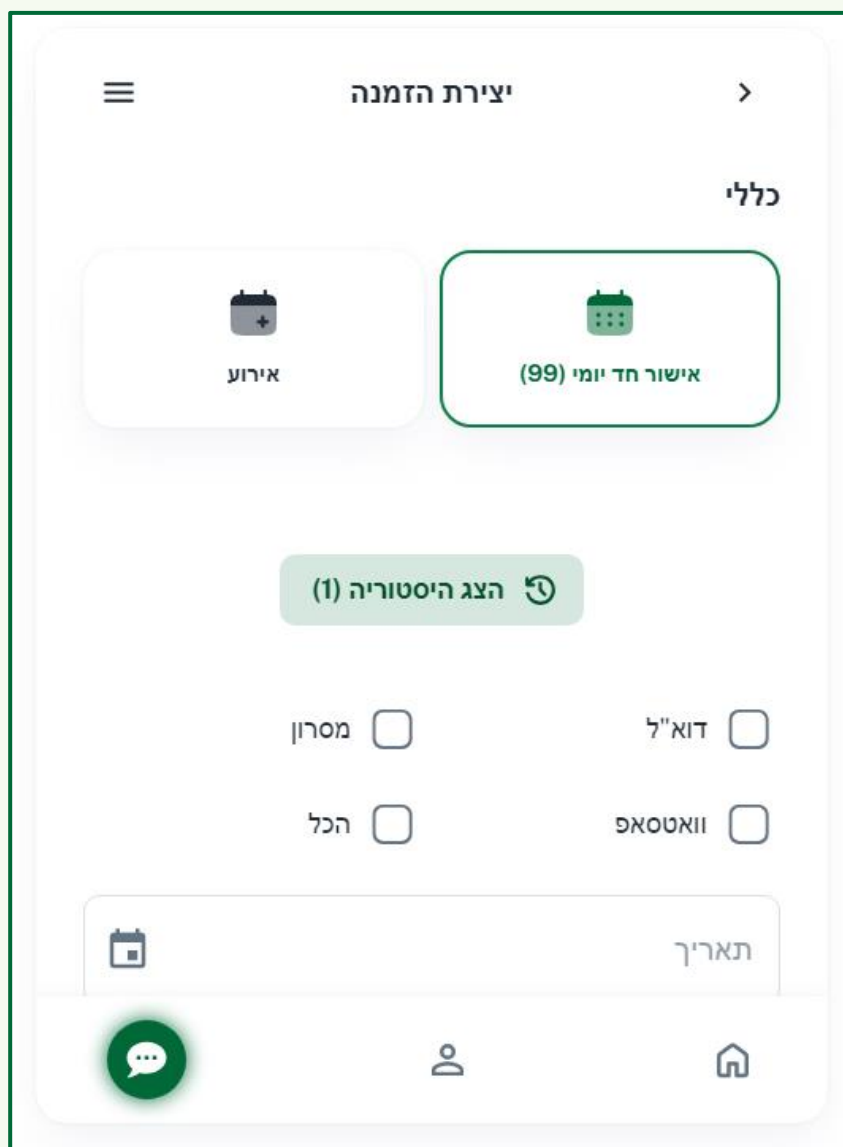 יצירת הזמנה
כללי
אישור חד יומי (99)
אירוע
הצג היסטוריה (1)
דוא"ל
מסרון
וואטסאפ
הכל
תאריך